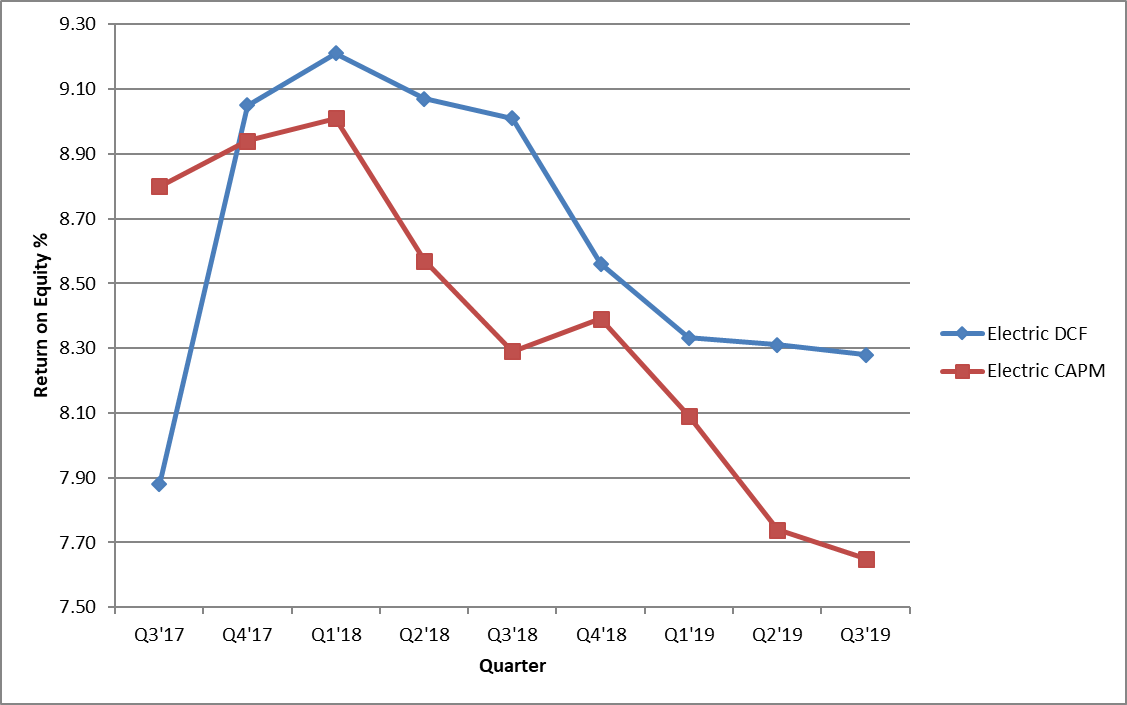 9.30
9.10
8.90
8.70
8.50
8.30
8.10
7.90
7.70
7.50
Return on Equity %
Q3'17 Q4'17 Q1'18 Q2'18 Q3'18 Q4'18 Q1'19 Q2'19 Q3'19
Quarter
Electric DCF
Electric CAPM